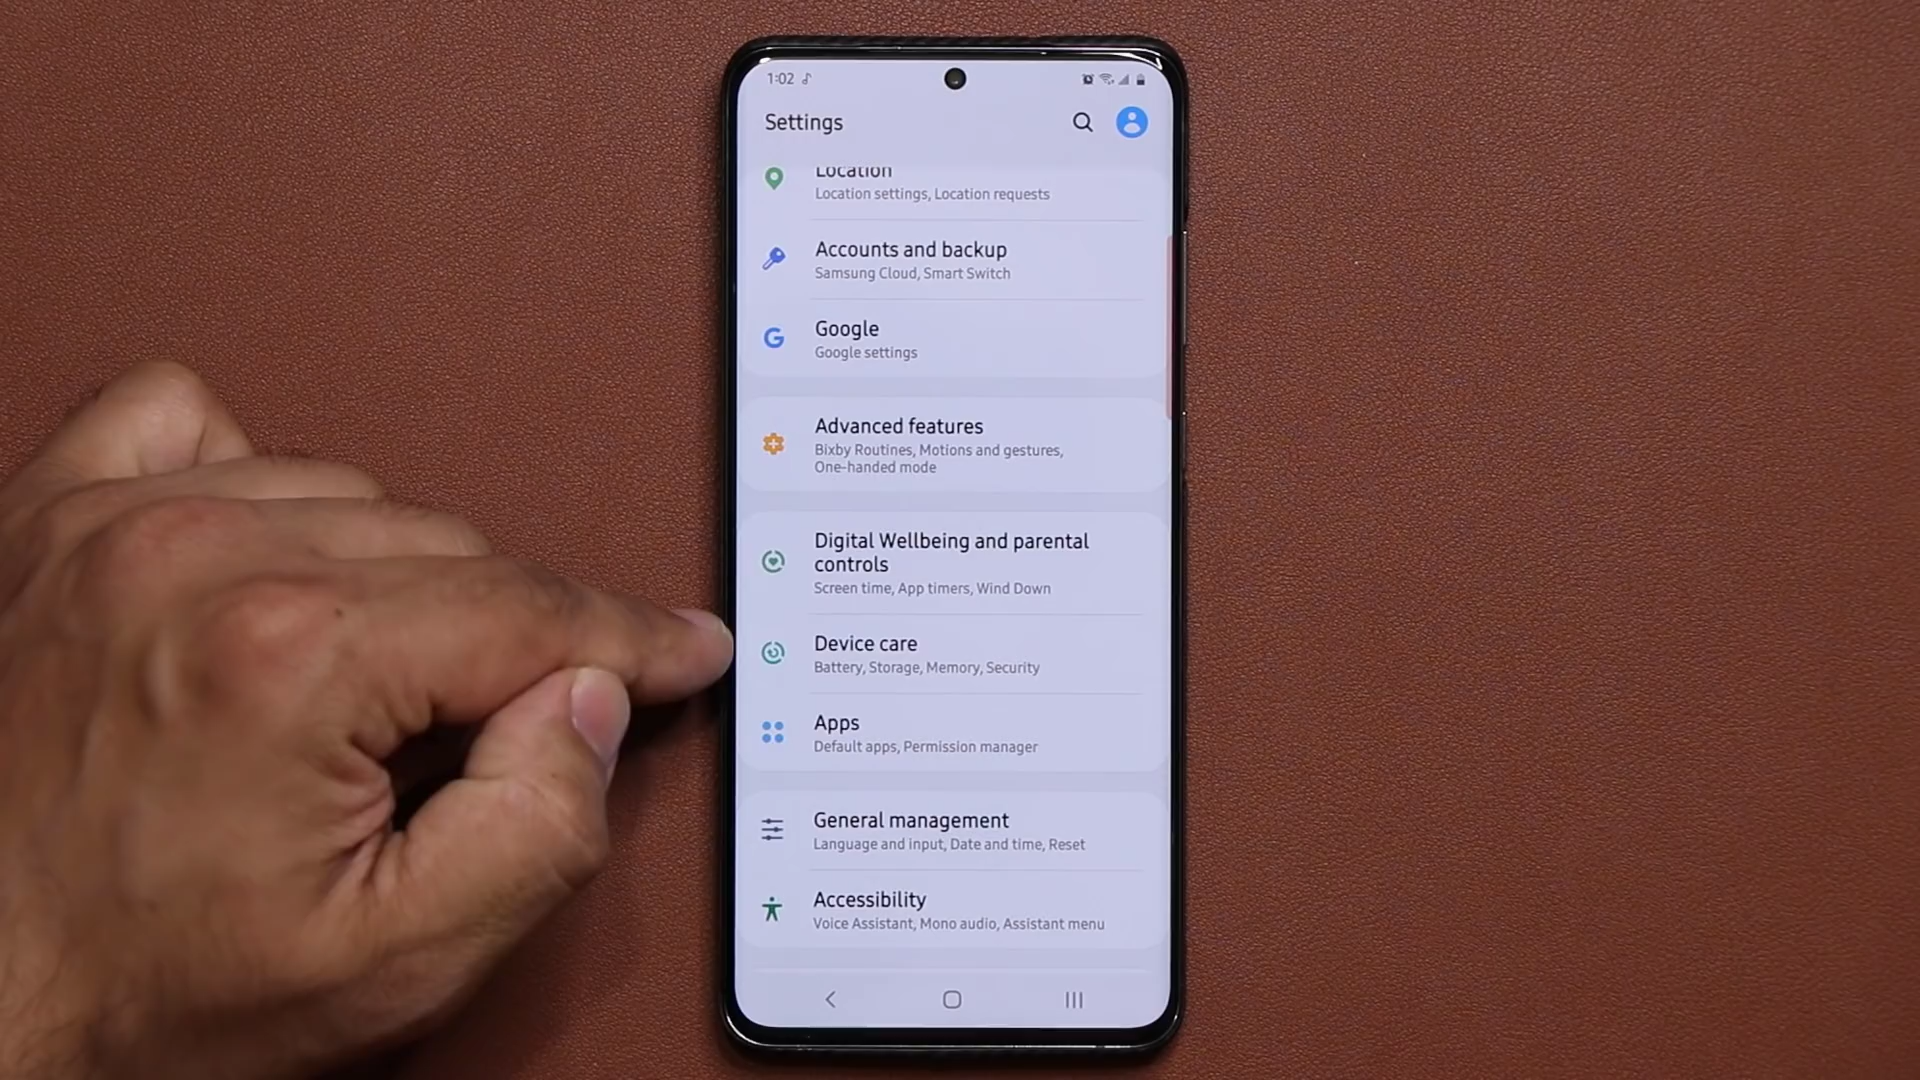 1:02
Settings
Location
Location settings, Location requests
Accounts and backup
Samsung Cloud, Smart Switch
Google
Google settings
Advanced features
Bixby Routines, Motions and gestures,
One-handed mode
Digital Wellbeing and parental
controls
Screen time, App timers, Wind Down
Device care
Battery, Storage, Memory, Security
Apps
Default apps, Permission manager
General management
Language and input, Date and time, Reset
Accessibility
Voice Assistant, Mono audio, Assistant menu